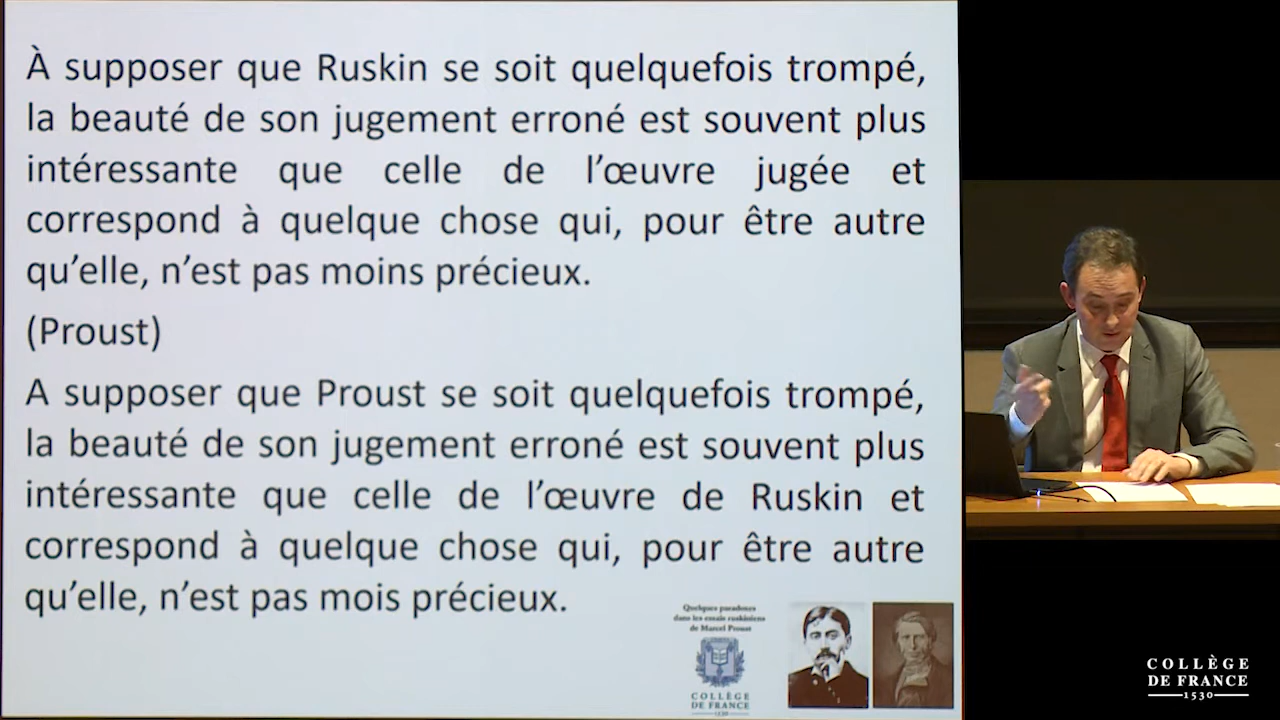 À supposer que Ruskin se soit quelquefois trompé,
la beauté de son jugement erroné est souvent plus
intéressante que celle de l’œuvre jugée et
correspond à quelque chose qui, pour être autre
qu’elle, n’est pas moins précieux.
(Proust)
A supposer que Proust se soit quelquefois trompé,
la beauté de son jugement erroné est souvent plus
intéressante que celle de l’œuvre de Ruskin et
correspond à quelque chose qui, pour être autre
qu’elle, n’est pas mois précieux.
Quelques paradoxes
dans les essais ruskiniens
de Marcel Proust
COLLÈGE
DE FRANCE
1530
COLLÈGE
DE FRANCE
1530